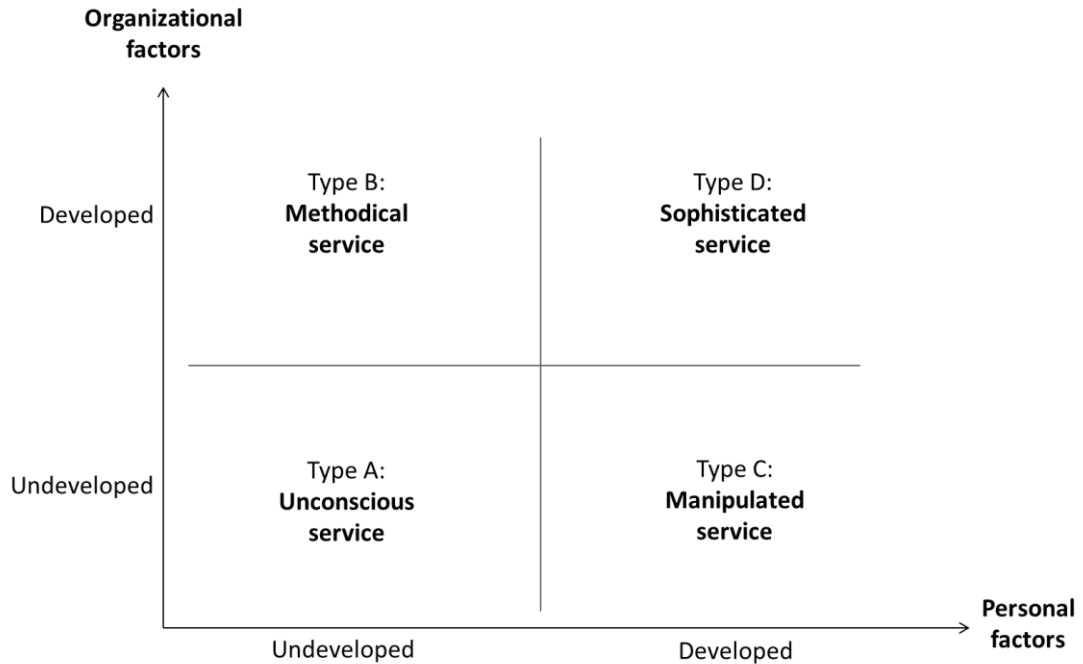 Organizational
factors
Developed
Type B:
Methodical
service
Type D:
Sophisticated
service
Undeveloped
Type A:
Unconscious
service
Type C:
Manipulated
service
Undeveloped
Developed
Personal
factors